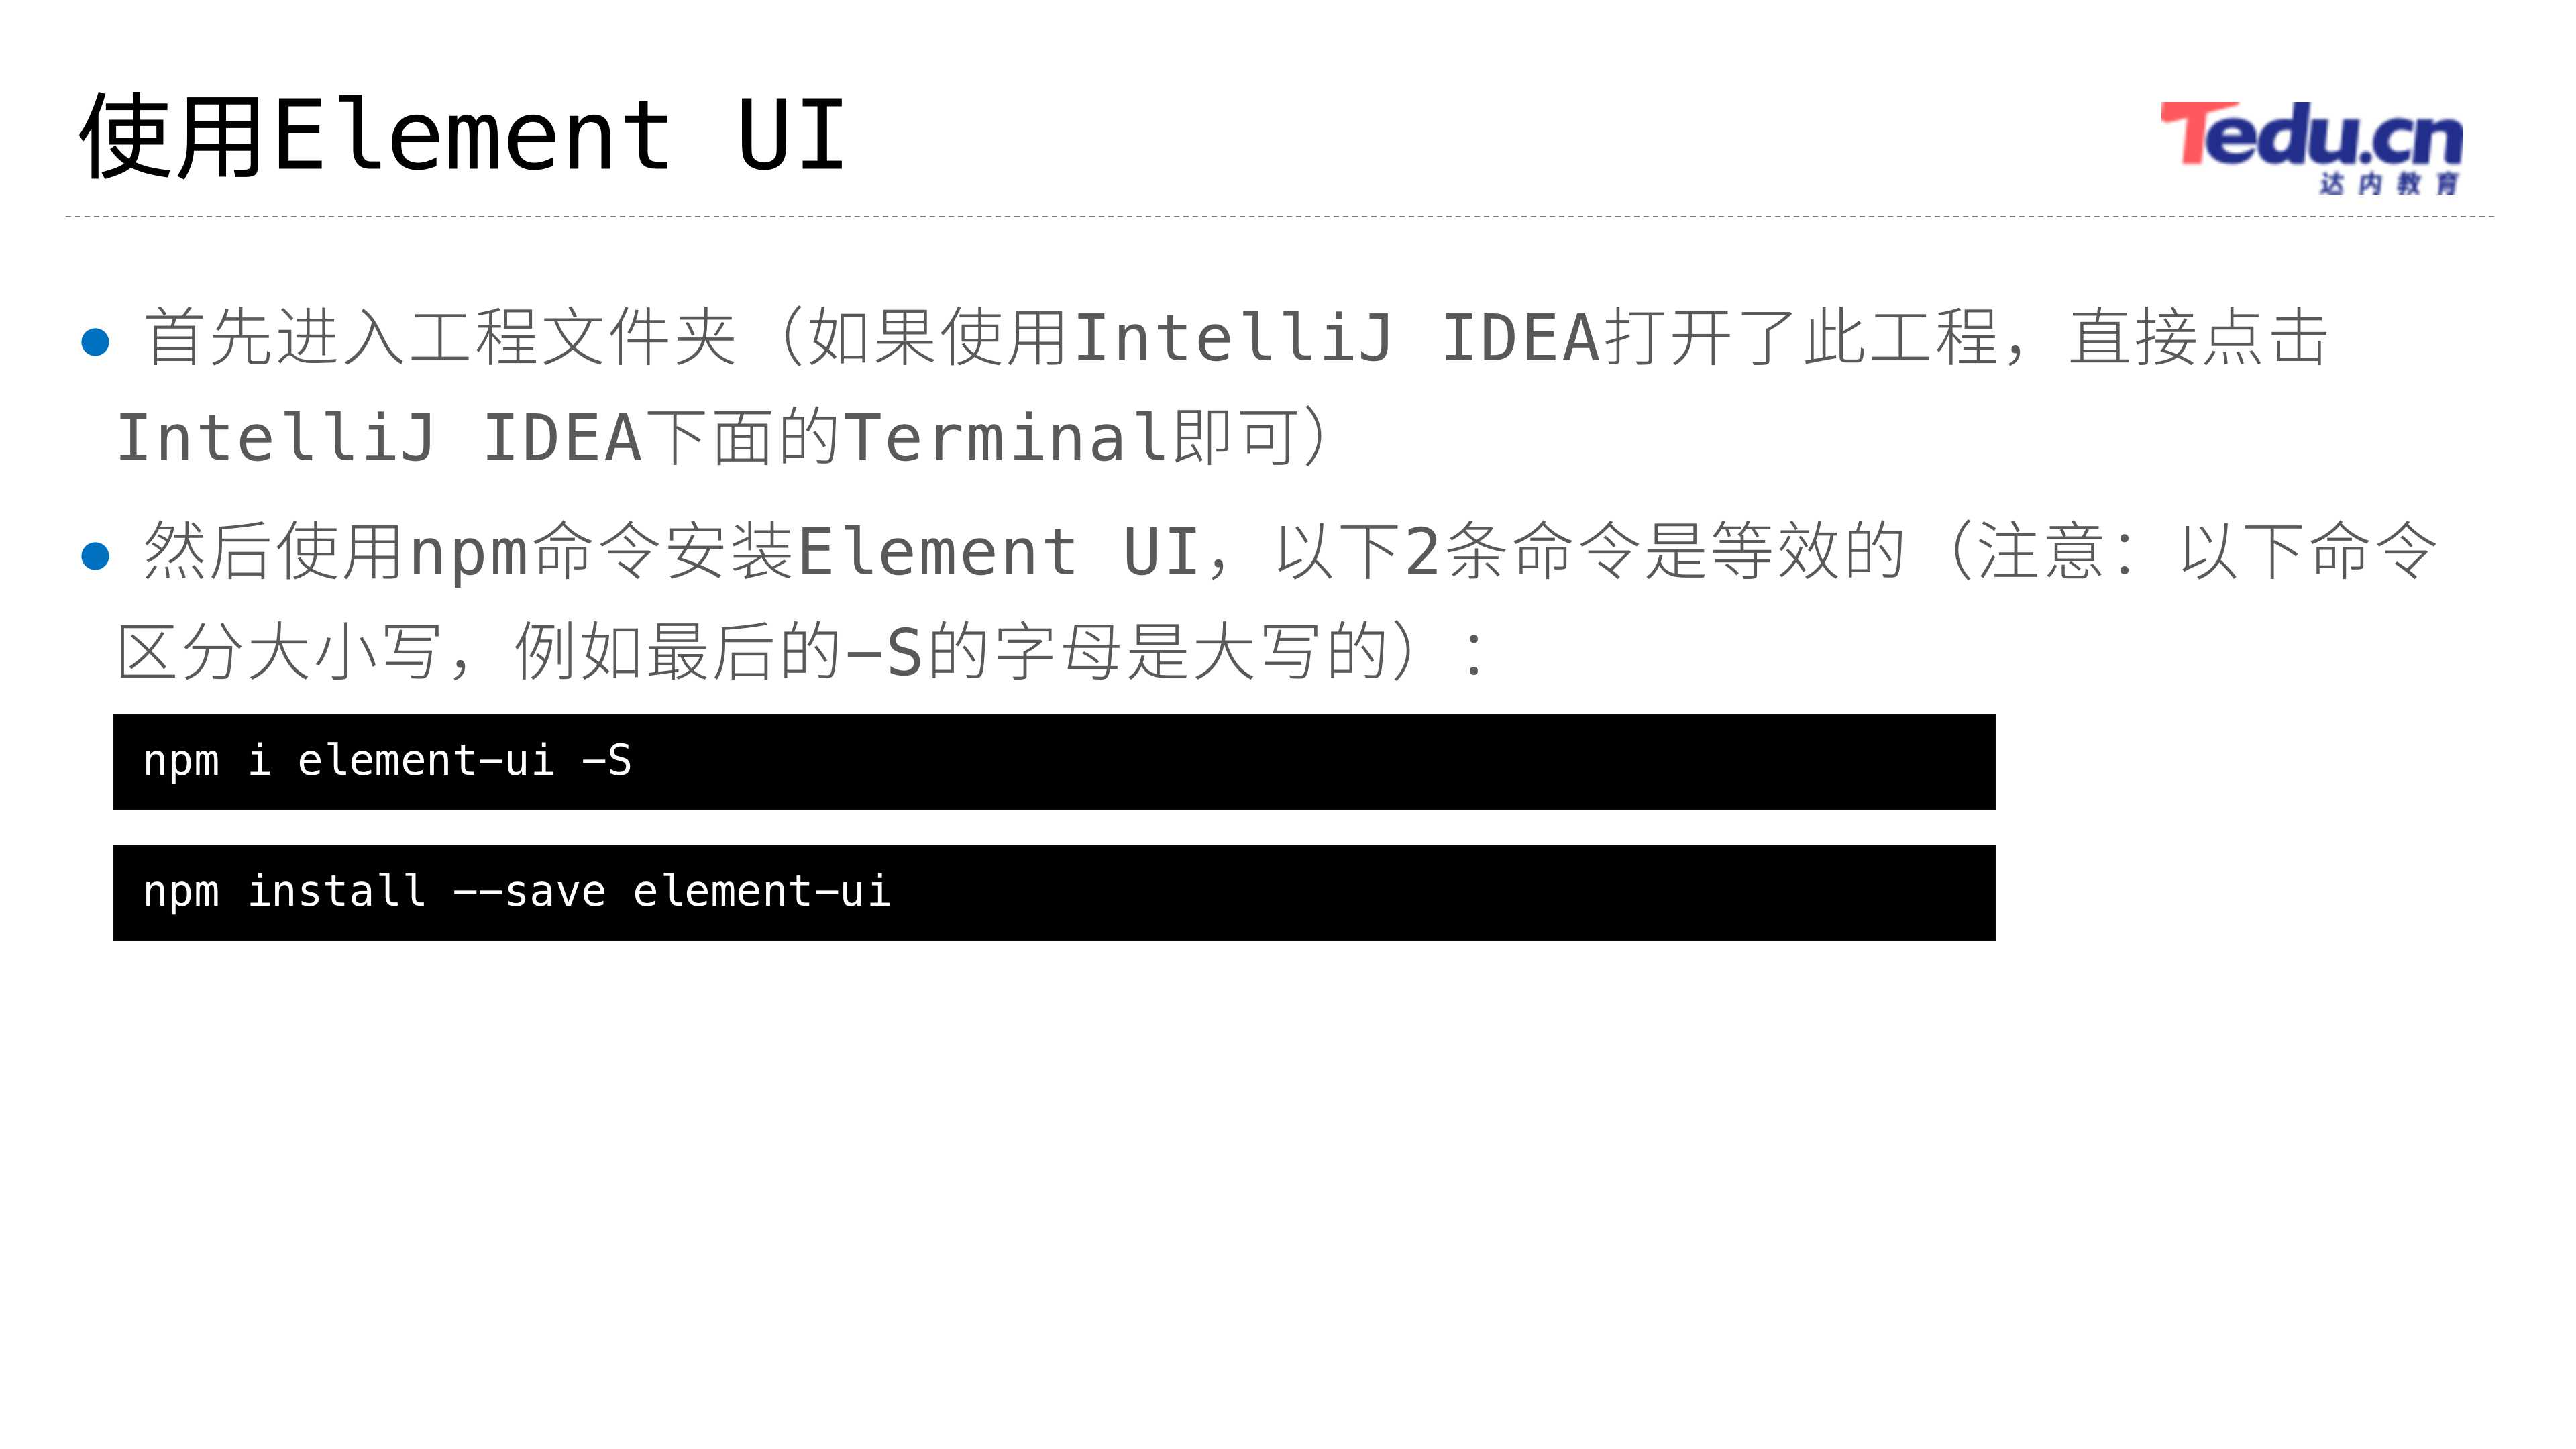 使用Element UI
Tedu.cn
达内教育
● 首先进入工程文件夹（如果使用IntelliJ IDEA打开了此工程，直接点击
IntelliJ IDEA下面的Terminal即可）
● 然后使用npm命令安装Element UI，以下2条命令是等效的（注意：以下命令
区分大小写，例如最后的-S的字母是大写的）：
npm i element-ui -S
npm install --save element-ui